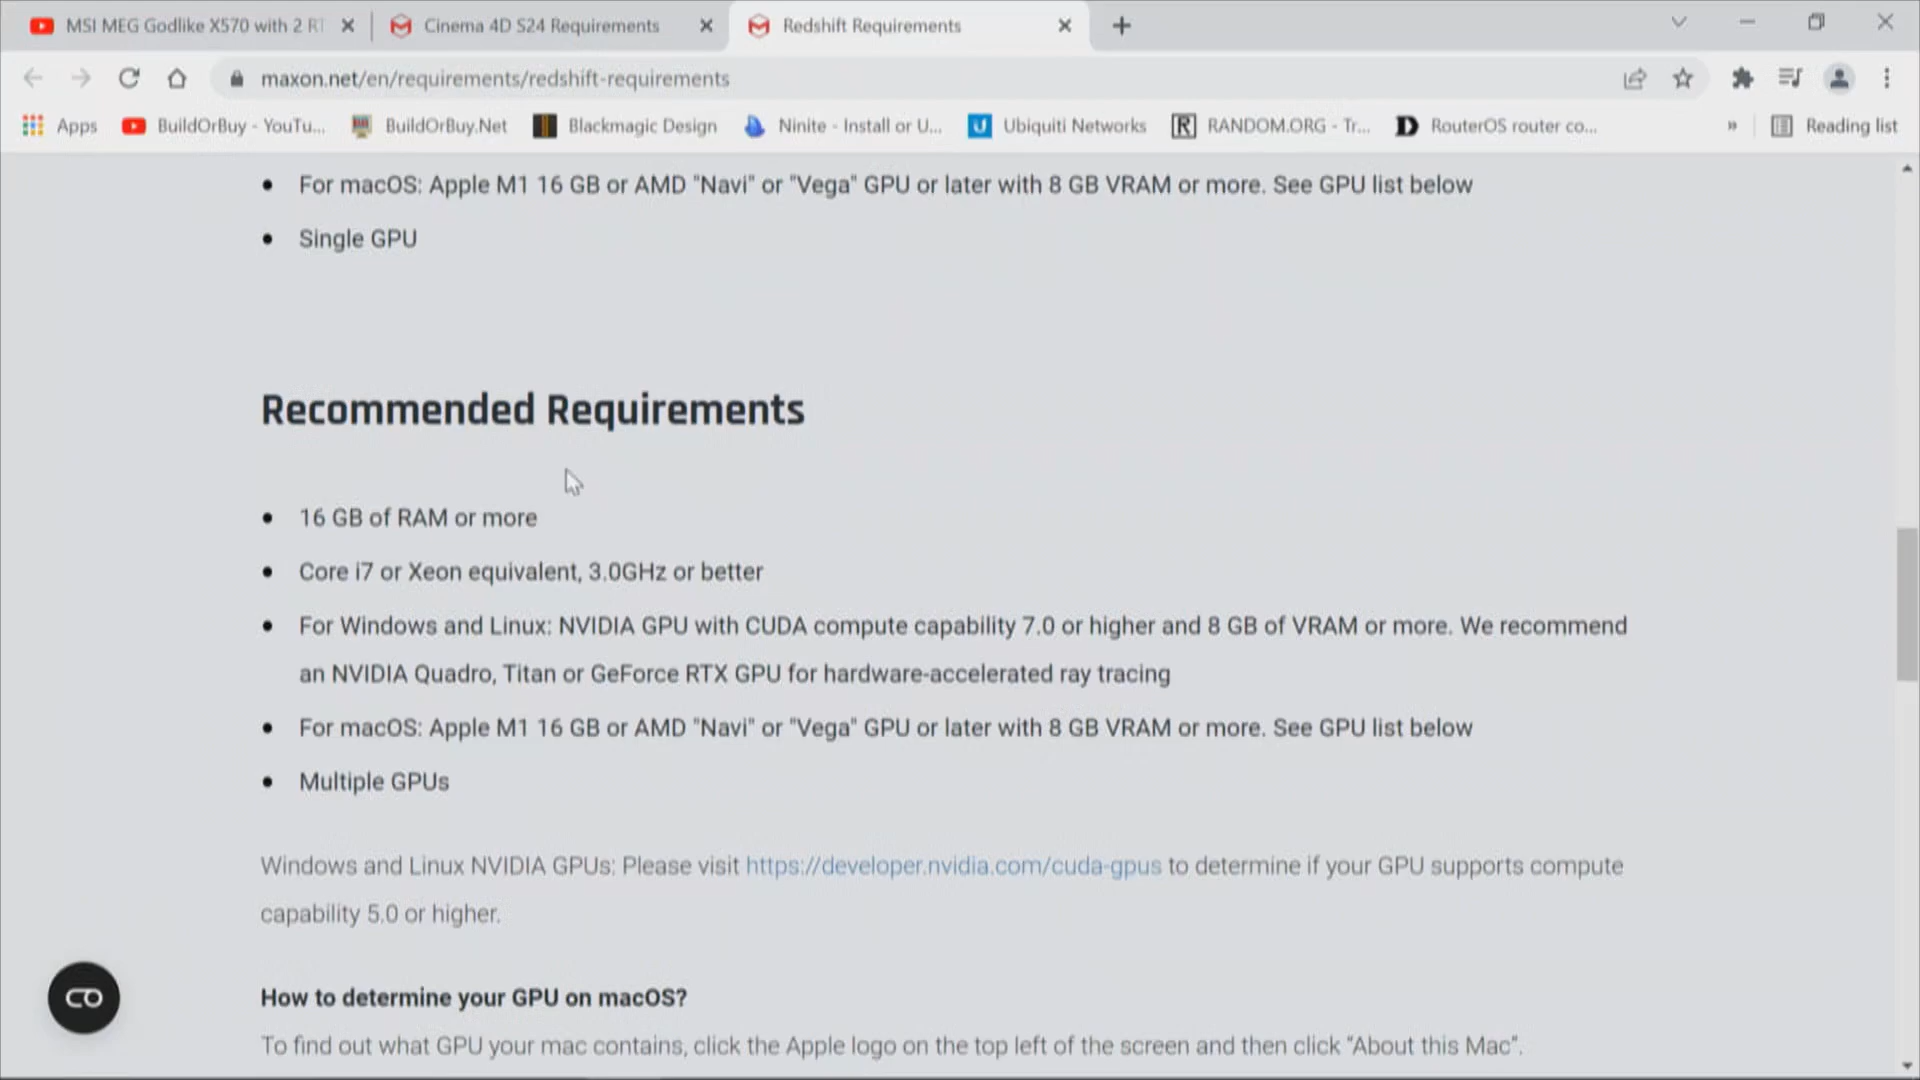 MSI MEG Godlike X570 with 2 RT
Cinema 4D S24 Requirements
Redshift Requirements
maxon.net/en/requirements/redshift-requirements
Apps
BuildOrBuy - YouTu...
BuildOrBuy.Net
Blackmagic Design
Ninite - Install or U...
Ubiquiti Networks
RANDOM.ORG - Tr...
RouterOS router co...
»
Reading list
• For macOS: Apple M1 16 GB or AMD "Navi" or "Vega" GPU or later with 8 GB VRAM or more. See GPU list below
• Single GPU
Recommended Requirements
• 16 GB of RAM or more
• Core i7 or Xeon equivalent, 3.0GHz or better
• For Windows and Linux: NVIDIA GPU with CUDA compute capability 7.0 or higher and 8 GB of VRAM or more. We recommend
an NVIDIA Quadro, Titan or GeForce RTX GPU for hardware-accelerated ray tracing
• For macOS: Apple M1 16 GB or AMD "Navi" or "Vega" GPU or later with 8 GB VRAM or more. See GPU list below
• Multiple GPUs
Windows and Linux NVIDIA GPUs: Please visit https://developer.nvidia.com/cuda-gpus to determine if your GPU supports compute
capability 5.0 or higher.
How to determine your GPU on macOS?
To find out what GPU your mac contains, click the Apple logo on the top left of the screen and then click “About this Mac”.